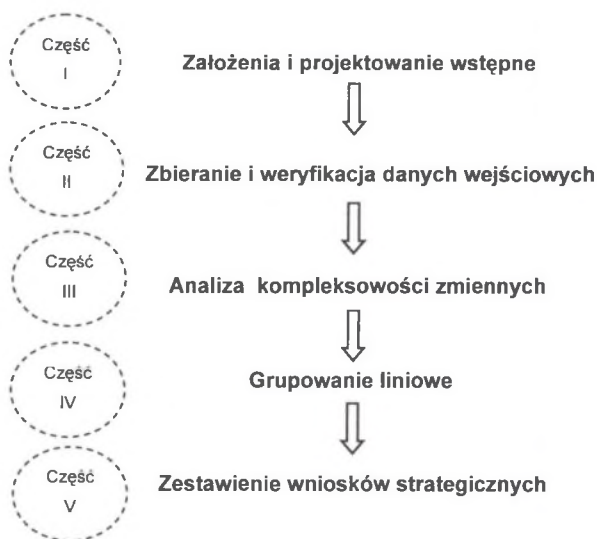 Część
I
Założenia i projektowanie wstępne
Część
II
Zbieranie i weryfikacja danych wejściowych
Część
III
Analiza kompleksowości zmiennych
Część
IV
Grupowanie liniowe
Część
V
Zestawienie wniosków strategicznych